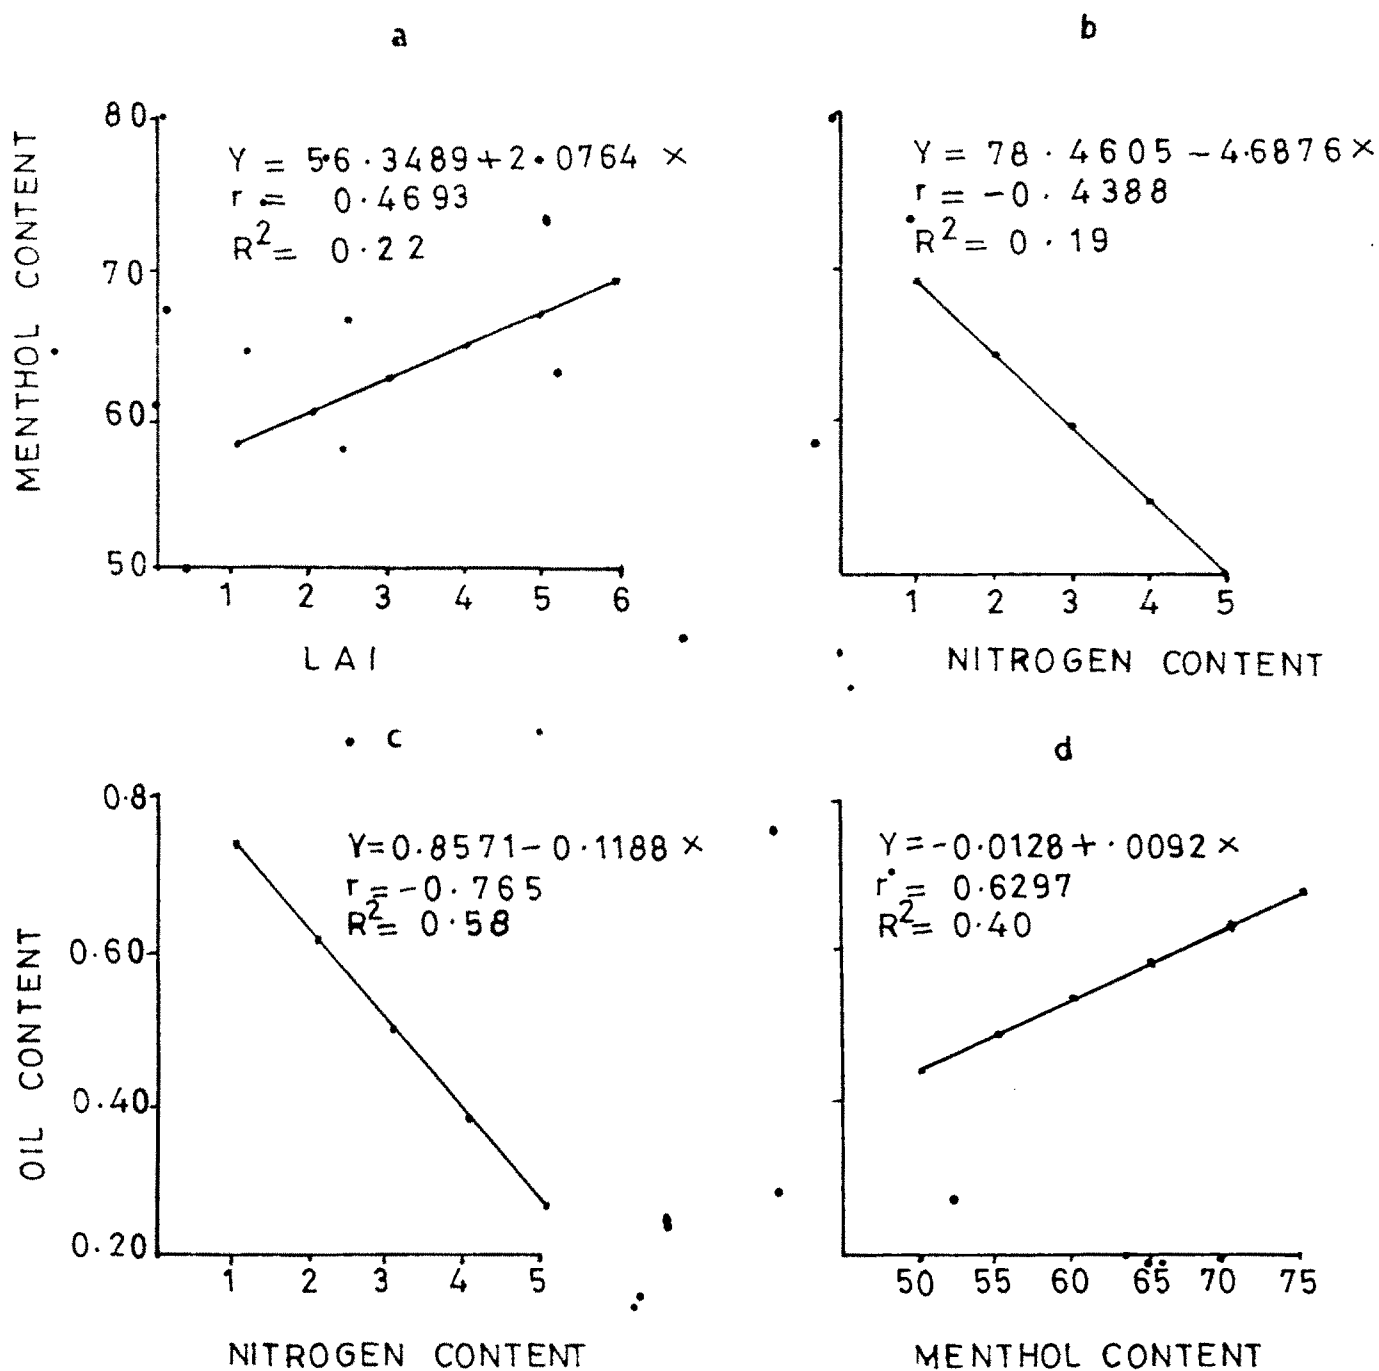 a
80
70
60
50
MENTHOL CONTENT
Y = 56.3489+2.0764 ×
r = 0.4693
R² = 0.22
1 2 3 4 5 6
LAI
b
Y = 78.4605 -4.6876×
r = -0.4388
R² = 0.19
1 2 3 4 5
NITROGEN CONTENT
c
0.8
0.60
0.40
0.20
OIL CONTENT
Y=0.8571-0.1188 ×
r = -0.765
R² = 0.58
1 2 3 4 5
NITROGEN CONTENT
d
Y = -0.0128 + .0092 ×
r = 0.6297
R² = 0.40
50 55 60 65 70 75
MENTHOL CONTENT